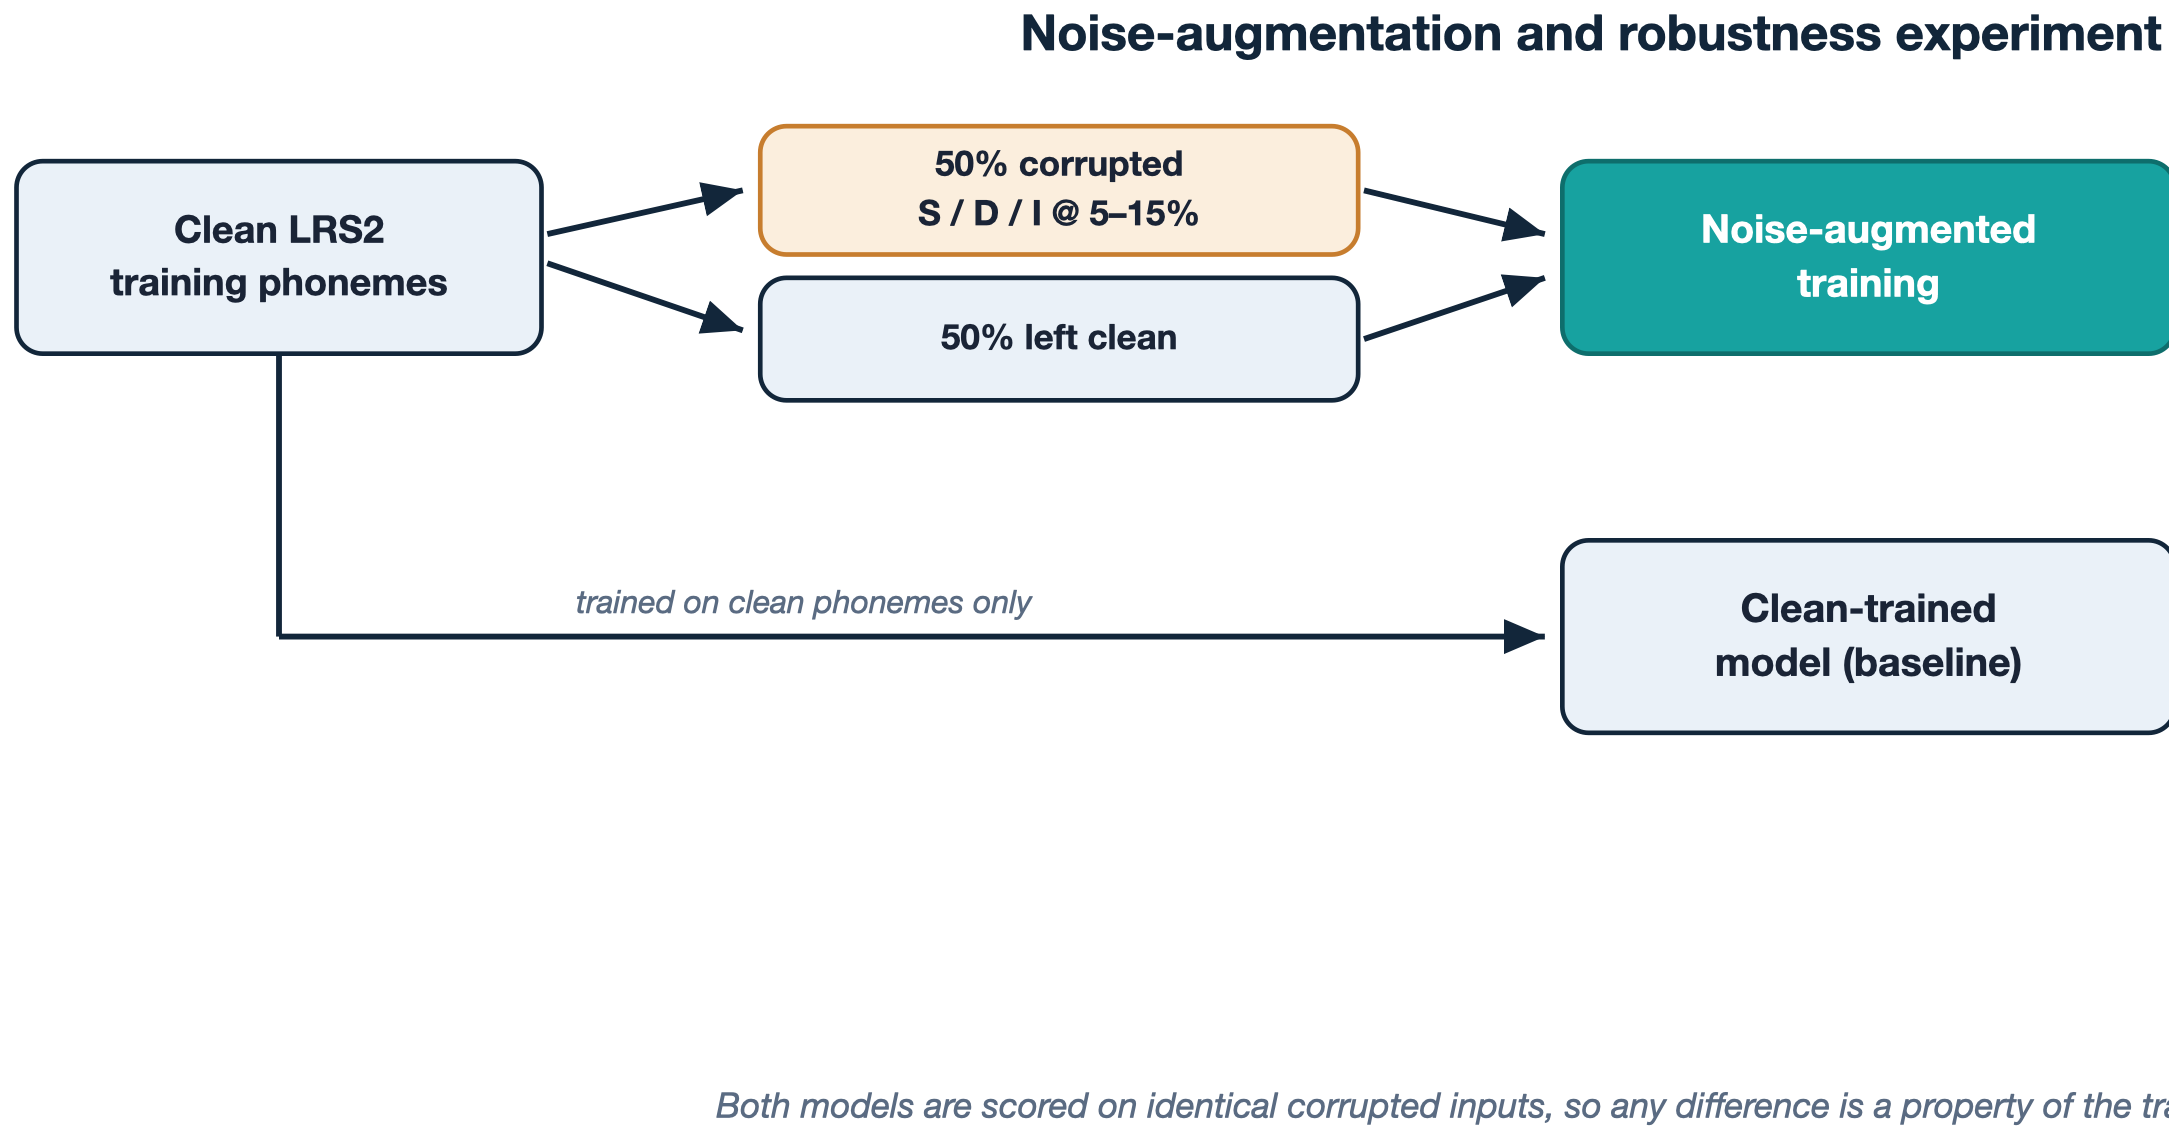 Noise-augmentation and robustness experiment
50% corrupted
S / D / I @ 5–15%
Clean LRS2
training phonemes
Noise-augmented
training
50% left clean
trained on clean phonemes only
Clean-trained
model (baseline)
Both models are scored on identical corrupted inputs, so any difference is a property of the